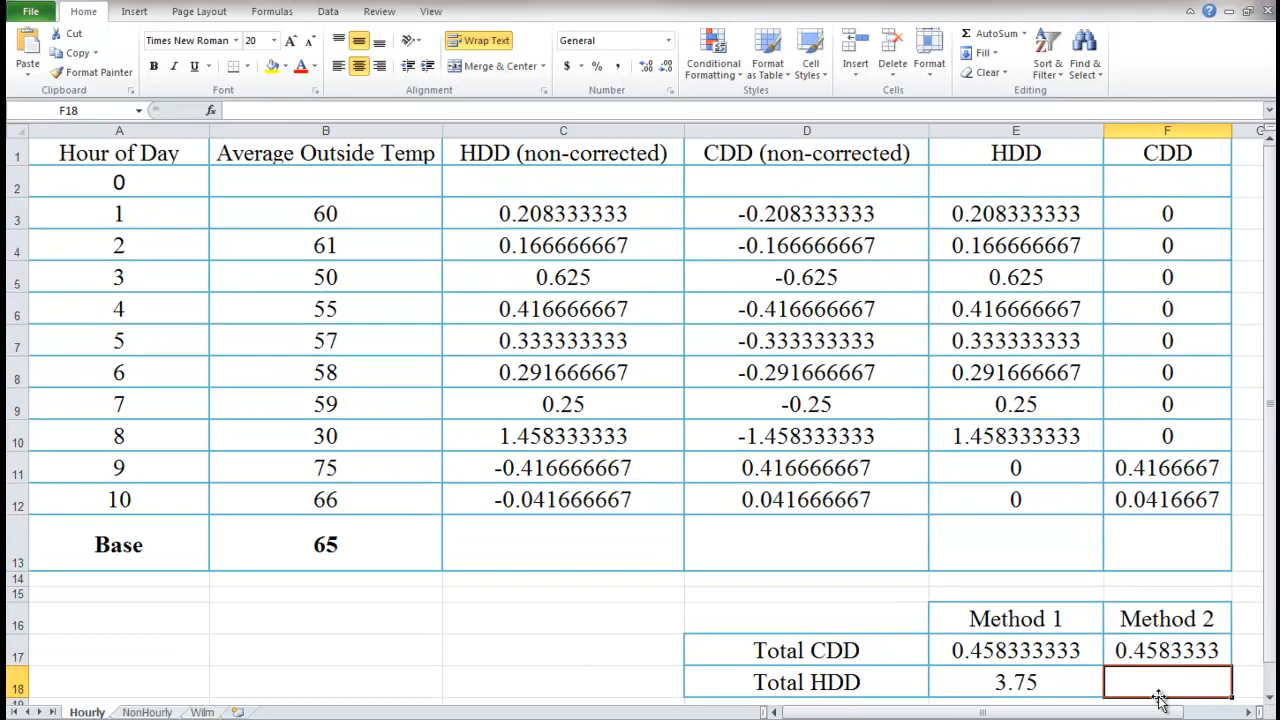 File Home Insert Page Layout Formulas Data Review View
Cut
Copy
Format Painter
Paste
Clipboard
Times New Roman 20
B I U
Font
Wrap Text
Merge & Center
Alignment
General
$ % ,
Number
Conditional Formatting
Format as Table
Cell Styles
Styles
Insert Delete Format
Cells
AutoSum
Fill
Clear
Sort & Filter
Find & Select
Editing
F18 fx
A B C D E F G
1 Hour of Day Average Outside Temp HDD (non-corrected) CDD (non-corrected) HDD CDD
2 0
3 1 60 0.208333333 -0.208333333 0.208333333 0
4 2 61 0.166666667 -0.166666667 0.166666667 0
5 3 50 0.625 -0.625 0.625 0
6 4 55 0.416666667 -0.416666667 0.416666667 0
7 5 57 0.333333333 -0.333333333 0.333333333 0
8 6 58 0.291666667 -0.291666667 0.291666667 0
9 7 59 0.25 -0.25 0.25 0
10 8 30 1.458333333 -1.458333333 1.458333333 0
11 9 75 -0.416666667 0.416666667 0 0.4166667
12 10 66 -0.041666667 0.041666667 0 0.0416667
13 Base 65
14
15
16 Method 1 Method 2
17 Total CDD 0.458333333 0.4583333
18 Total HDD 3.75
19
Hourly NonHourly Wilm